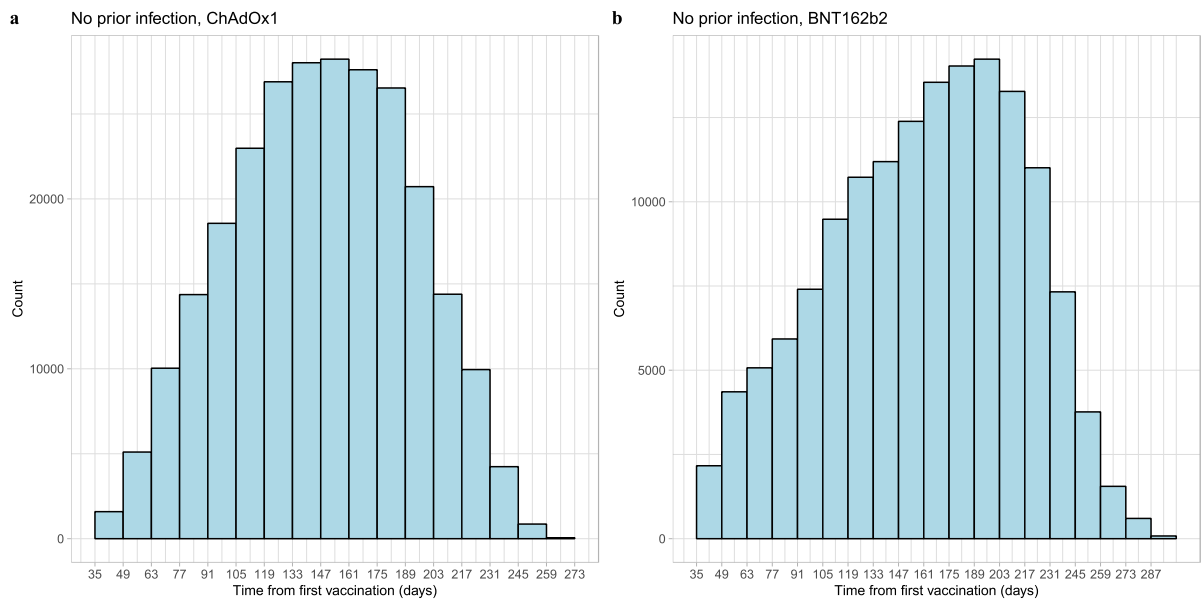 a
No prior infection, ChAdOx1
Count
20000
10000
0
35 49 63 77 91 105 119 133 147 161 175 189 203 217 231 245 259 273
Time from first vaccination (days)
b
No prior infection, BNT162b2
Count
10000
5000
0
35 49 63 77 91 105 119 133 147 161 175 189 203 217 231 245 259 273 287
Time from first vaccination (days)